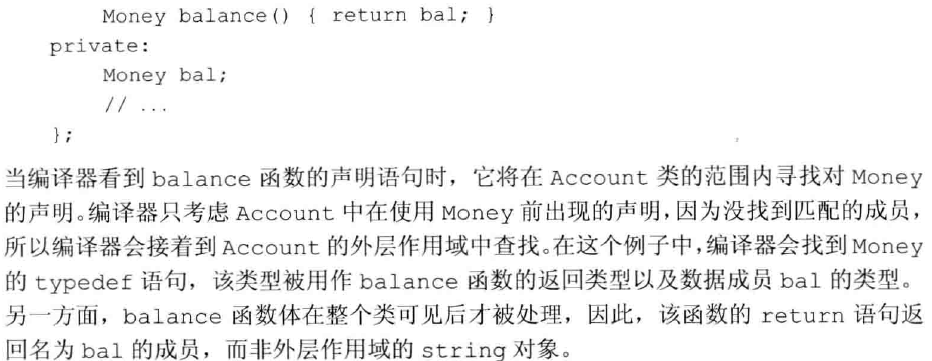 Money balance() { return bal; }
private:
Money bal;
// ...
};
当编译器看到 balance 函数的声明语句时，它将在 Account 类的范围内寻找对 Money
的声明。编译器只考虑 Account 中在使用 Money 前出现的声明，因为没找到匹配的成员，
所以编译器会接着到 Account 的外层作用域中查找。在这个例子中，编译器会找到 Money
的 typedef 语句，该类型被用作 balance 函数的返回类型以及数据成员 bal 的类型。
另一方面，balance 函数体在整个类可见后才被处理，因此，该函数的 return 语句返
回名为 bal 的成员，而非外层作用域的 string 对象。